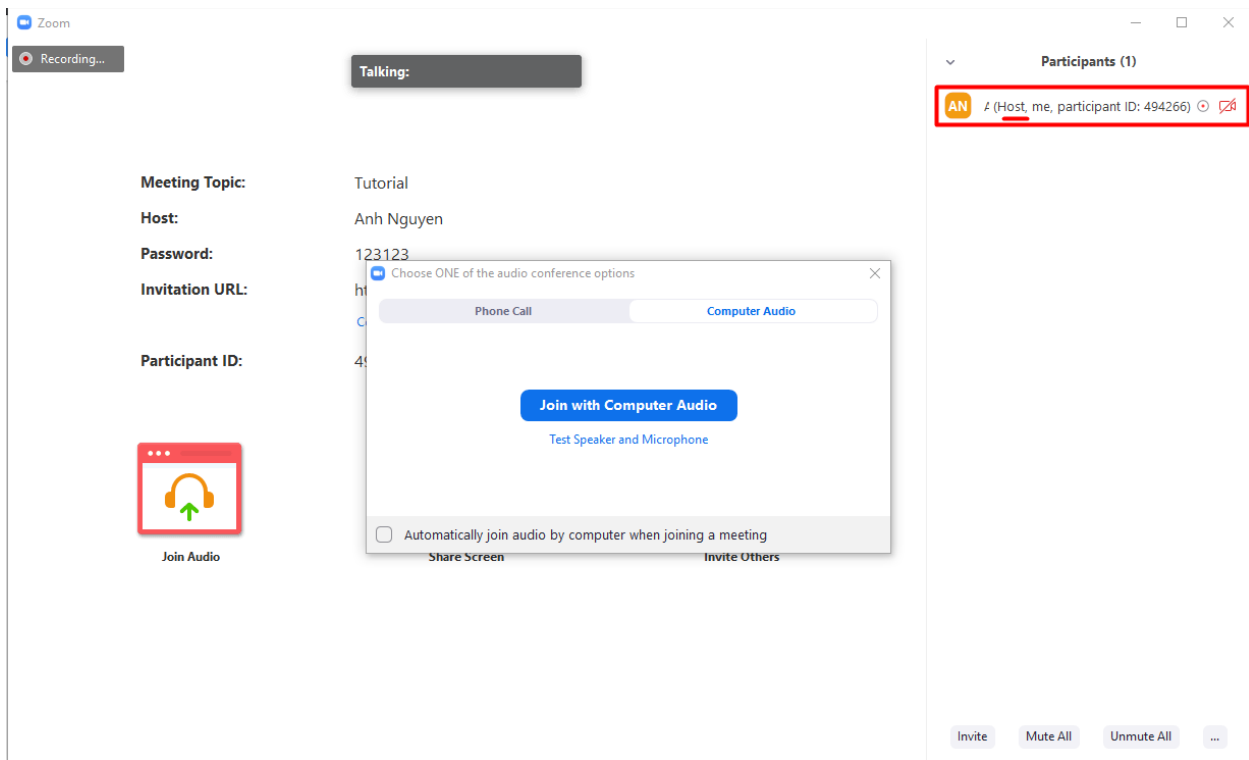 Zoom
Recording...
Talking:
Participants (1)
AN (Host, me, participant ID: 494266)
Meeting Topic: Tutorial
Host: Anh Nguyen
Password: 123123
Invitation URL:
Choose ONE of the audio conference options
Phone Call Computer Audio
Participant ID:
Join with Computer Audio
Test Speaker and Microphone
Automatically join audio by computer when joining a meeting
Join Audio Share Screen Invite Others
Invite Mute All Unmute All ...